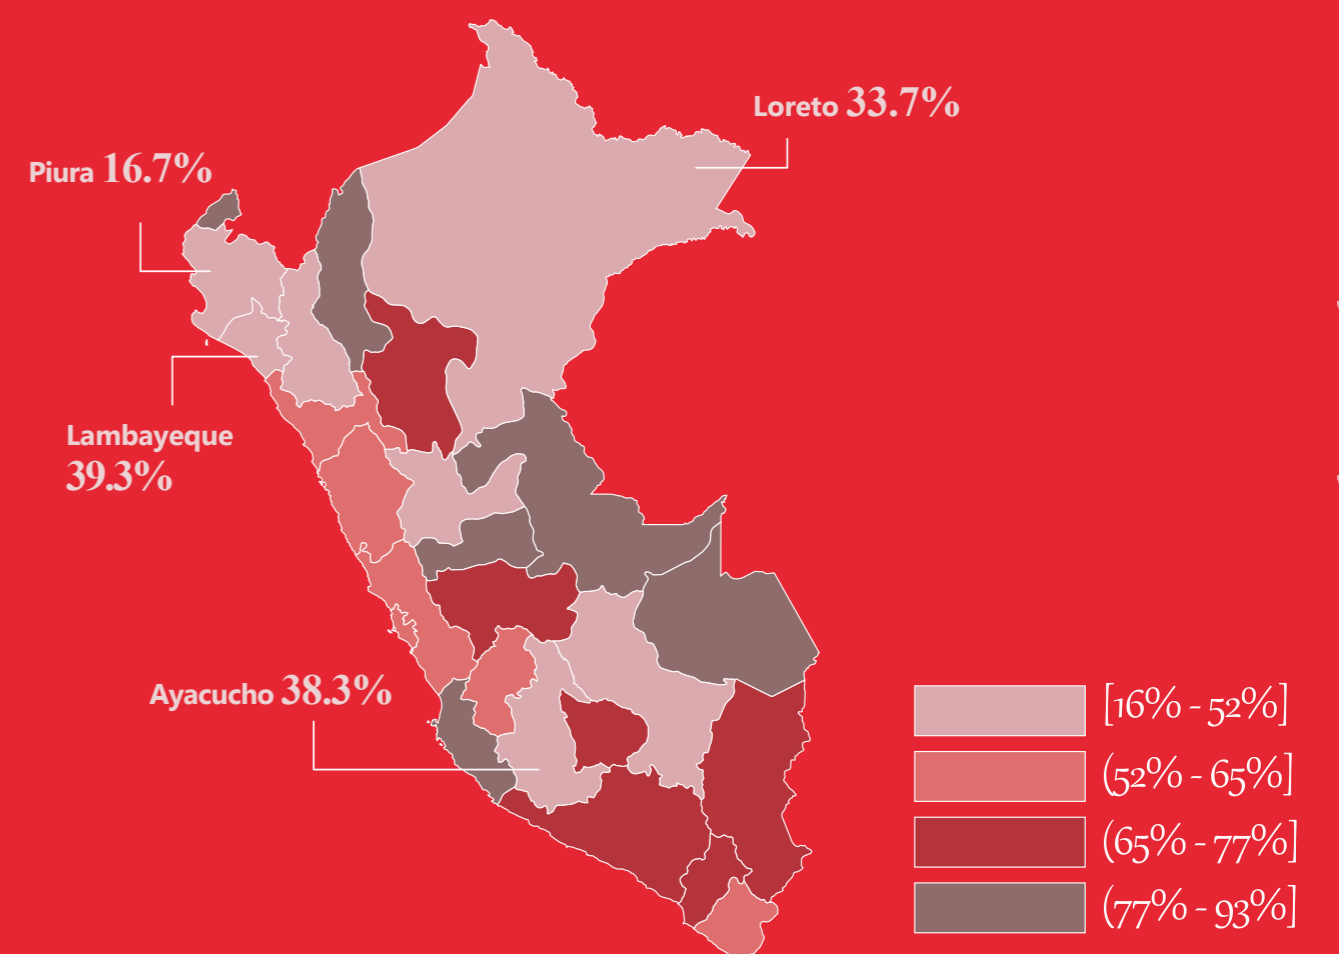 Loreto 33.7%
Piura 16.7%
Lambayeque
39.3%
Ayacucho 38.3%
[16% - 52%]
(52% - 65%]
(65% - 77%]
(77% - 93%]